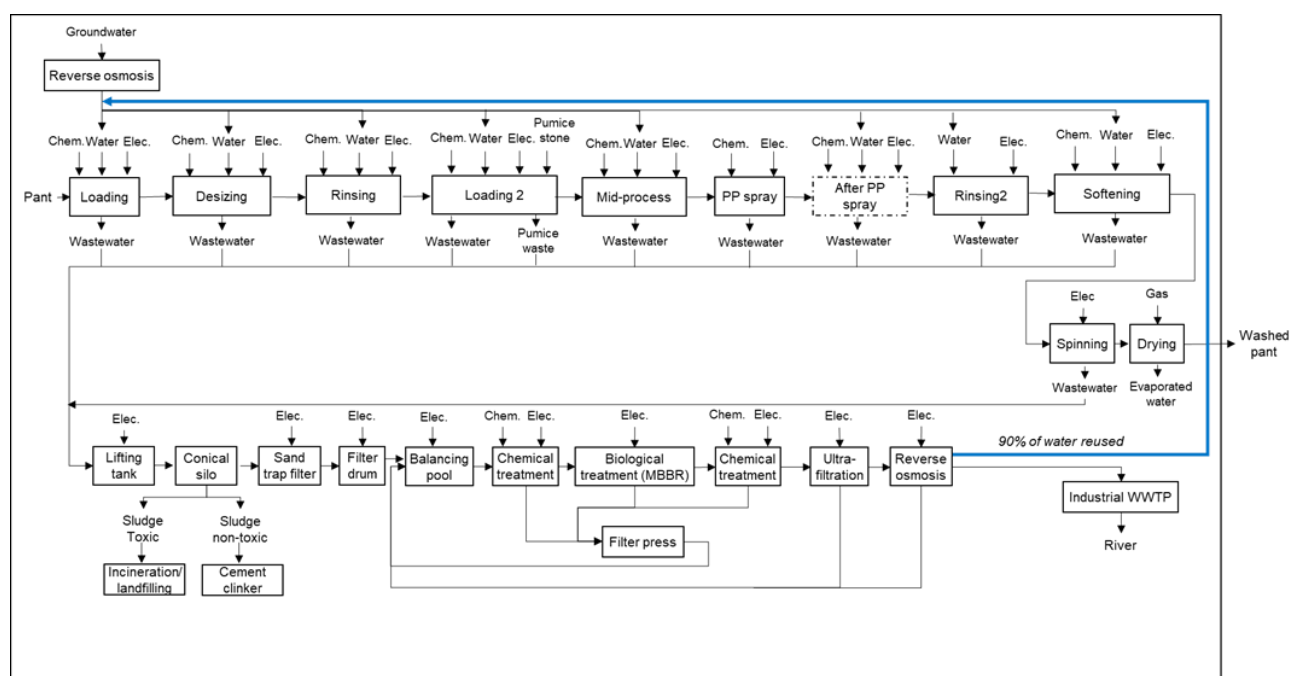 Groundwater
Reverse osmosis
Chem. Water Elec.
Chem. Water Elec.
Chem. Water Elec.
Chem. Water Elec. Pumice
stone
Chem. Water Elec.
Chem. Elec.
Chem. Water Elec.
Water Elec.
Chem. Water Elec.
Pant
Loading
Desizing
Rinsing
Loading 2
Mid-process
PP spray
After PP
spray
Rinsing2
Softening
Wastewater
Wastewater
Wastewater
Wastewater
Pumice
waste
Wastewater
Wastewater
Wastewater
Wastewater
Wastewater
Elec
Gas
Spinning
Drying
Washed
pant
Wastewater
Evaporated
water
Elec.
Elec.
Elec.
Elec.
Chem. Elec.
Elec.
Chem. Elec.
Elec.
Elec.
90% of water reused
Lifting
tank
Conical
silo
Sand
trap filter
Filter
drum
Balancing
pool
Chemical
treatment
Biological
treatment (MBBR)
Chemical
treatment
Ultra-
filtration
Reverse
osmosis
Industrial WWTP
Sludge
Toxic
Sludge
non-toxic
Filter press
River
Incineration/
landfilling
Cement
clinker